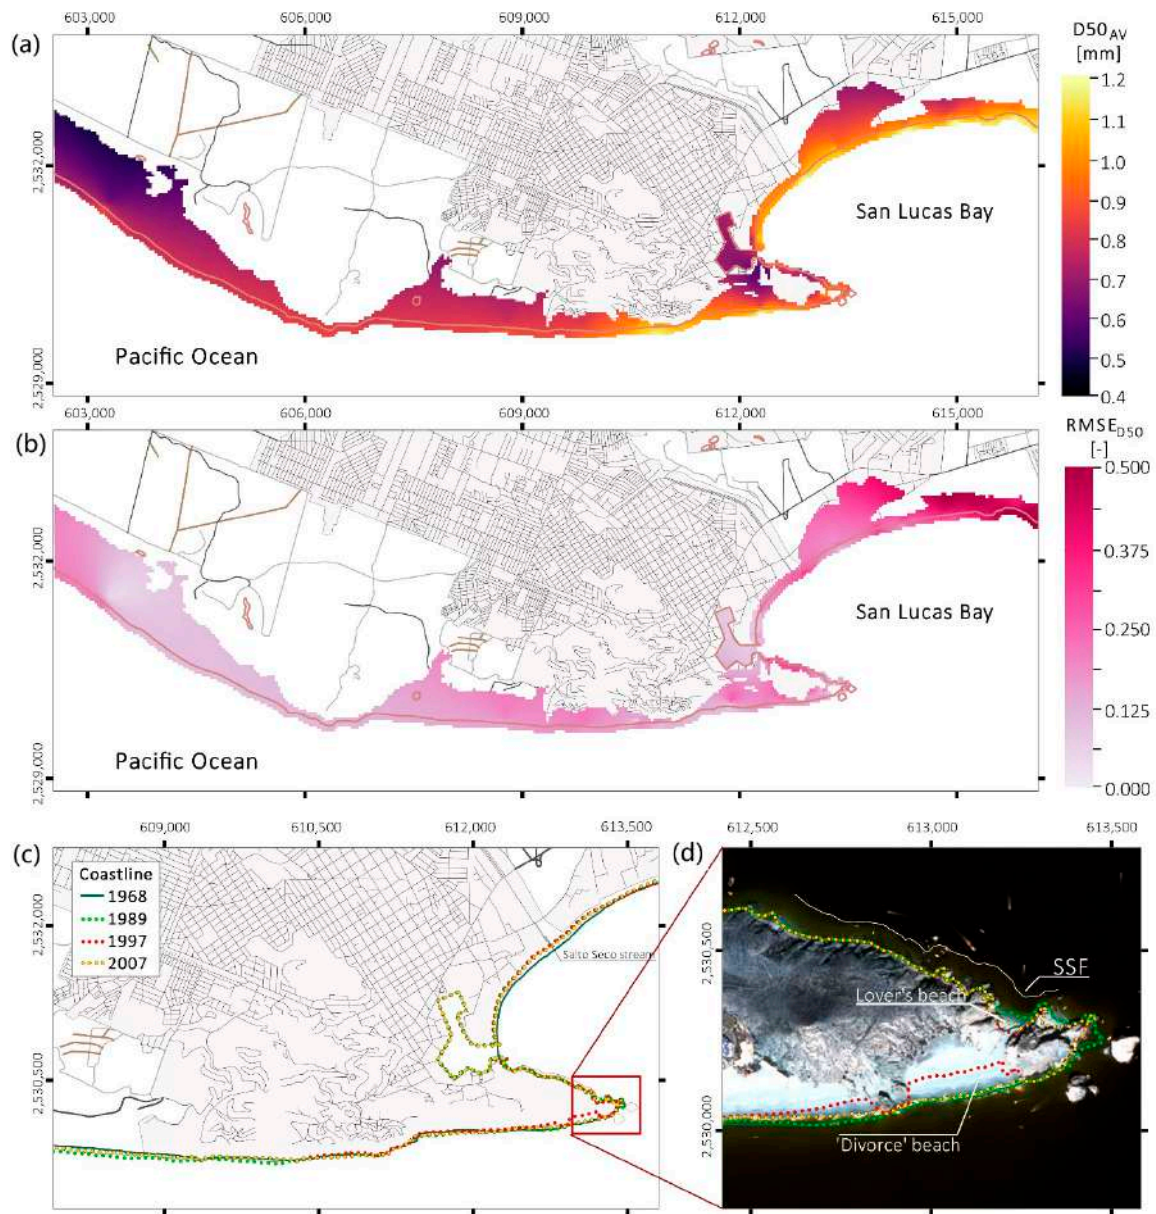 603,000 606,000 609,000 612,000 615,000
(a)
D50AV
[mm]
1.2
1.1
1.0
0.9
0.8
0.7
0.6
0.5
0.4
2,532,000
2,529,000
San Lucas Bay
Pacific Ocean
603,000 606,000 609,000 612,000 615,000
(b)
RMSED50
[-]
0.500
0.375
0.250
0.125
0.000
2,532,000
2,529,000
San Lucas Bay
Pacific Ocean
609,000 610,500 612,000 613,500
(c)
Coastline
1968
1989
1997
2007
2,532,000
2,530,500
Salto Seco stream
612,500 613,000 613,500
(d)
2,530,500
2,530,000
SSF
Lover's beach
'Divorce' beach